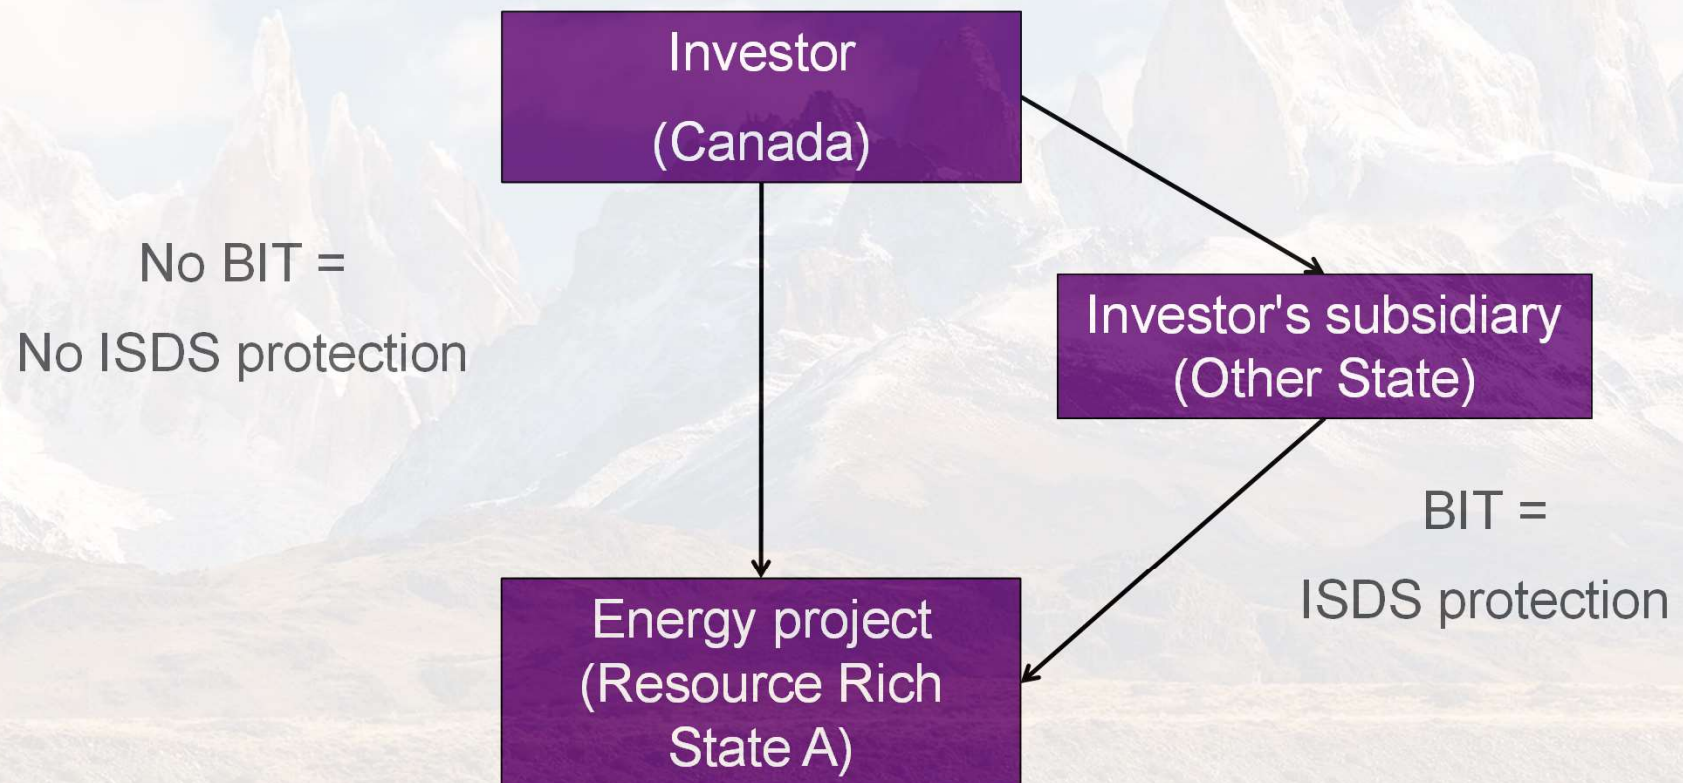 Investor
(Canada)
No BIT =
No ISDS protection
Investor's subsidiary
(Other State)
BIT =
ISDS protection
Energy project
(Resource Rich
State A)